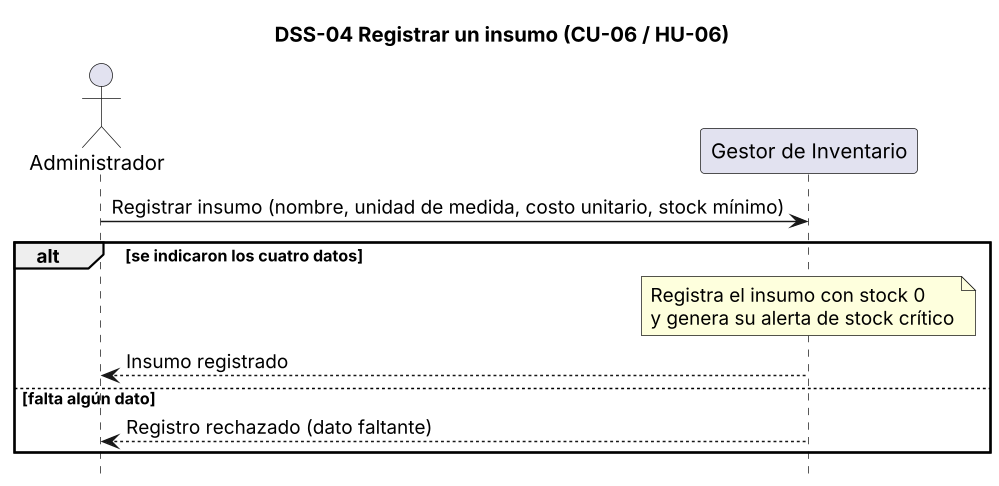 DSS-04 Registrar un insumo (CU-06 / HU-06)
Administrador
Gestor de Inventario
Registrar insumo (nombre, unidad de medida, costo unitario, stock mínimo)
alt
[se indicaron los cuatro datos]
Registra el insumo con stock 0
y genera su alerta de stock crítico
Insumo registrado
[falta algún dato]
Registro rechazado (dato faltante)